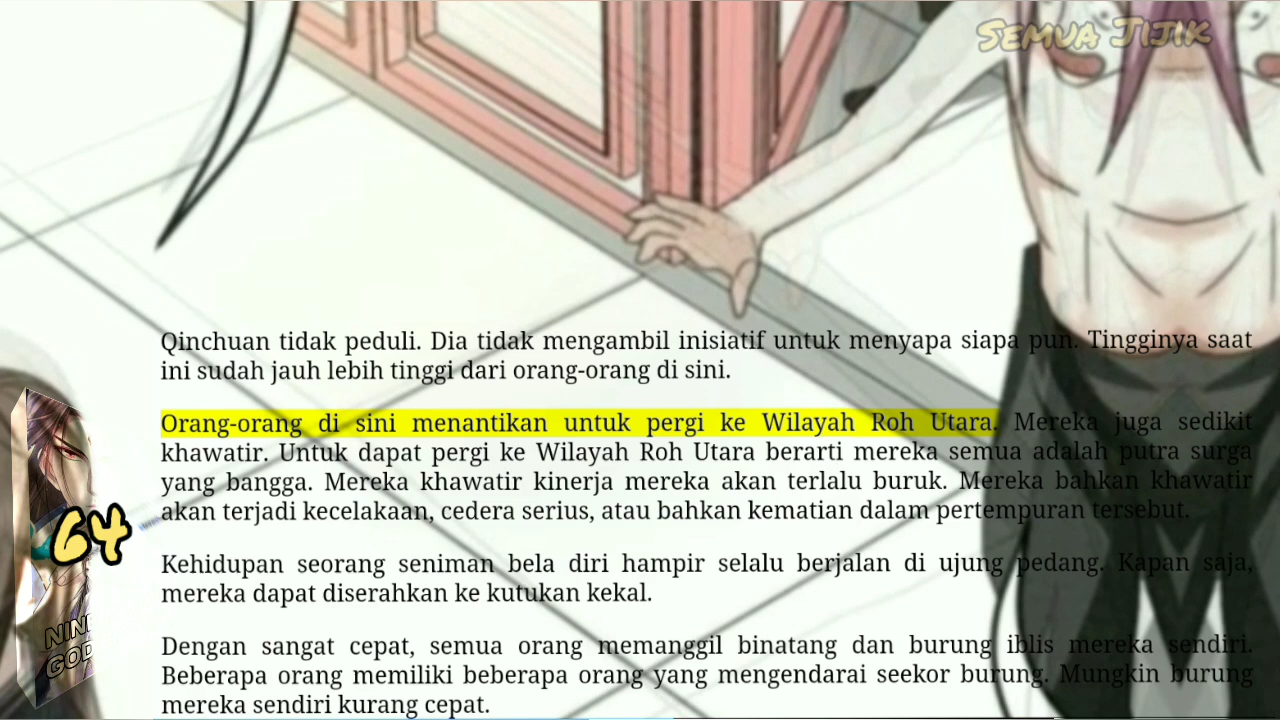 Semua Jijik
Qinchuan tidak peduli. Dia tidak mengambil inisiatif untuk menyapa siapa pun. Tingginya saat
ini sudah jauh lebih tinggi dari orang-orang di sini.
Orang-orang di sini menantikan untuk pergi ke Wilayah Roh Utara. Mereka juga sedikit
khawatir. Untuk dapat pergi ke Wilayah Roh Utara berarti mereka semua adalah putra surga
yang bangga. Mereka khawatir kinerja mereka akan terlalu buruk. Mereka bahkan khawatir
akan terjadi kecelakaan, cedera serius, atau bahkan kematian dalam pertempuran tersebut.
64
Kehidupan seorang seniman bela diri hampir selalu berjalan di ujung pedang. Kapan saja,
mereka dapat diserahkan ke kutukan kekal.
NIN
GOD
Dengan sangat cepat, semua orang memanggil binatang dan burung iblis mereka sendiri.
Beberapa orang memiliki beberapa orang yang mengendarai seekor burung. Mungkin burung
mereka sendiri kurang cepat.